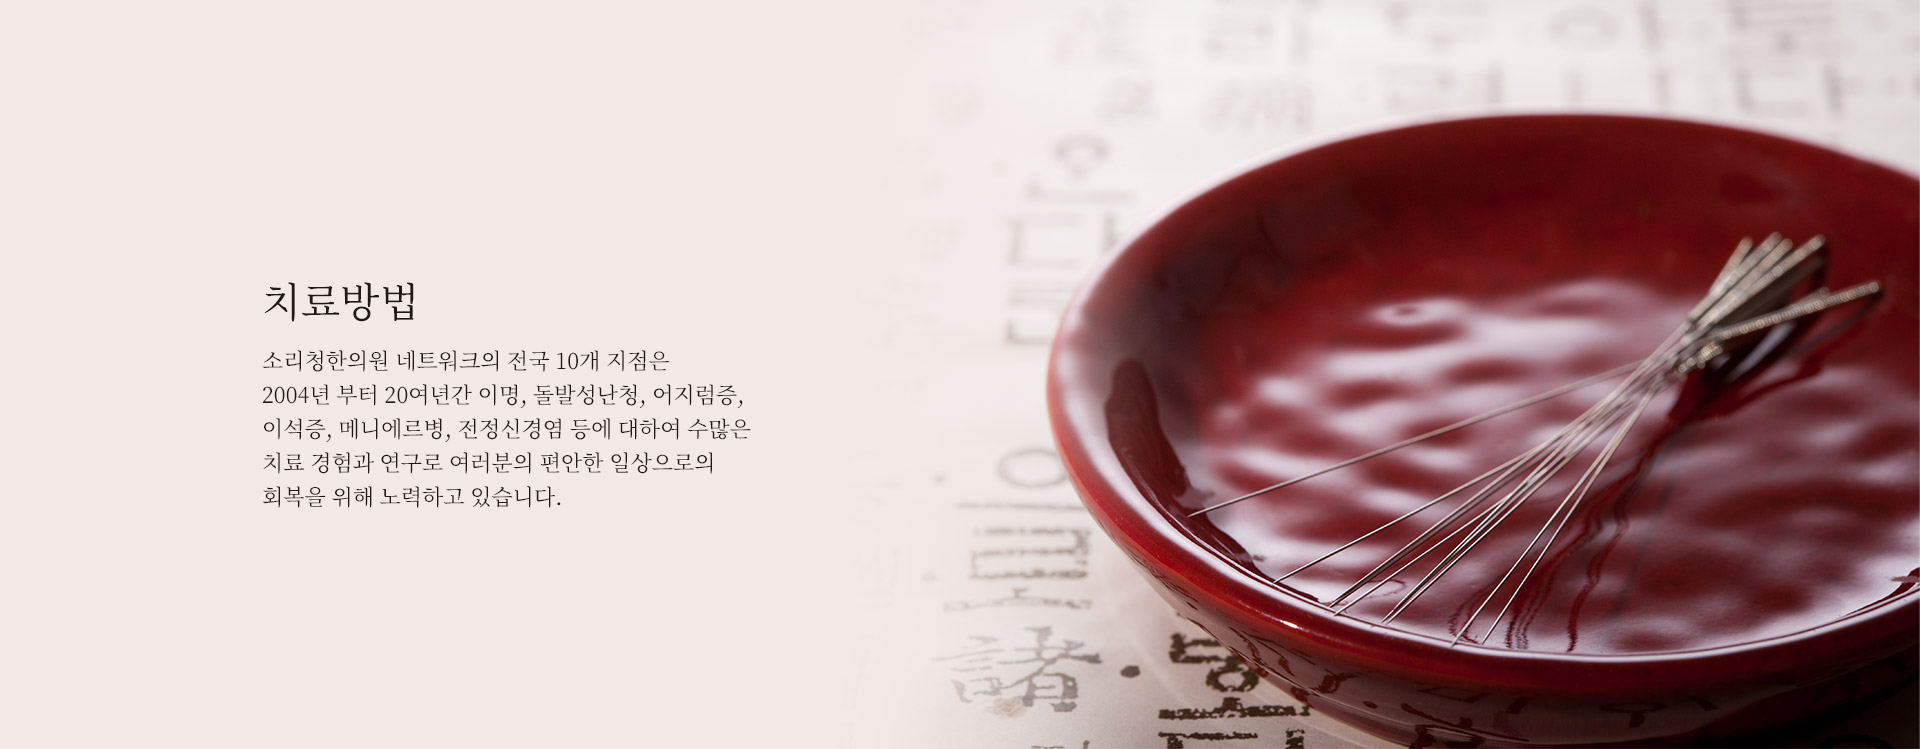 치료방법
소리청한의원 네트워크의 전국 10개 지점은
2004년 부터 20여년간 이명, 돌발성난청, 어지럼증,
이석증, 메니에르병, 전정신경염 등에 대하여 수많은
치료 경험과 연구로 여러분의 편안한 일상으로의
회복을 위해 노력하고 있습니다.
諸